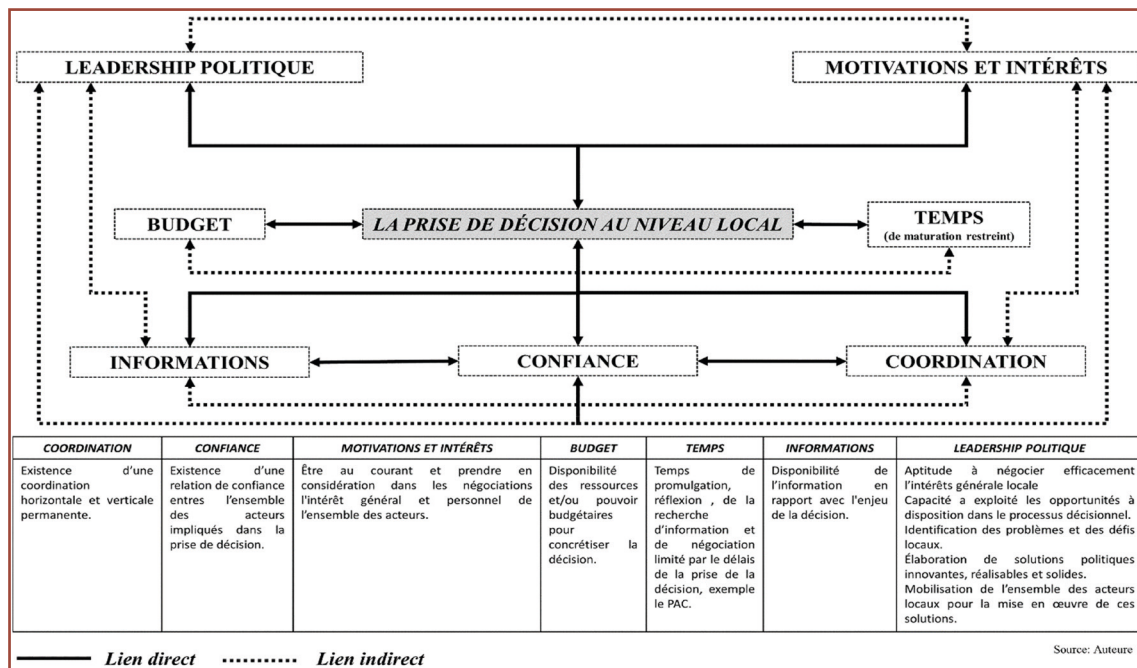 LEADERSHIP POLITIQUE
MOTIVATIONS ET INTÉRÊTS
BUDGET
LA PRISE DE DÉCISION AU NIVEAU LOCAL
TEMPS
(de maturation restreint)
INFORMATIONS
CONFIANCE
COORDINATION
COORDINATION
Existence d'une
coordination
horizontale et verticale
permanente.
CONFIANCE
Existence d'une
relation de confiance
entres l'ensemble
des acteurs
impliqués dans la
prise de décision.
MOTIVATIONS ET INTÉRÊTS
Être au courant et prendre en
considération dans les négociations
l'intérêt général et personnel de
l'ensemble des acteurs.
BUDGET
Disponibilité
des ressources
et/ou pouvoir
budgétaires
pour
concrétiser la
décision.
TEMPS
Temps de
promulgation,
réflexion , de la
recherche
d'information et
de négociation
limité par le délais
de la prise de la
décision, exemple
le PAC.
INFORMATIONS
Disponibilité de
l'information en
rapport avec l'enjeu
de la décision.
LEADERSHIP POLITIQUE
Aptitude à négocier efficacement
l'intérêts générale locale
Capacité a exploité les opportunités à
disposition dans le processus décisionnel.
Identification des problèmes et des défis
locaux.
Élaboration de solutions politiques
innovantes, réalisables et solides.
Mobilisation de l'ensemble des acteurs
locaux pour la mise en œuvre de ces
solutions.
Lien direct
Lien indirect
Source: Auteure